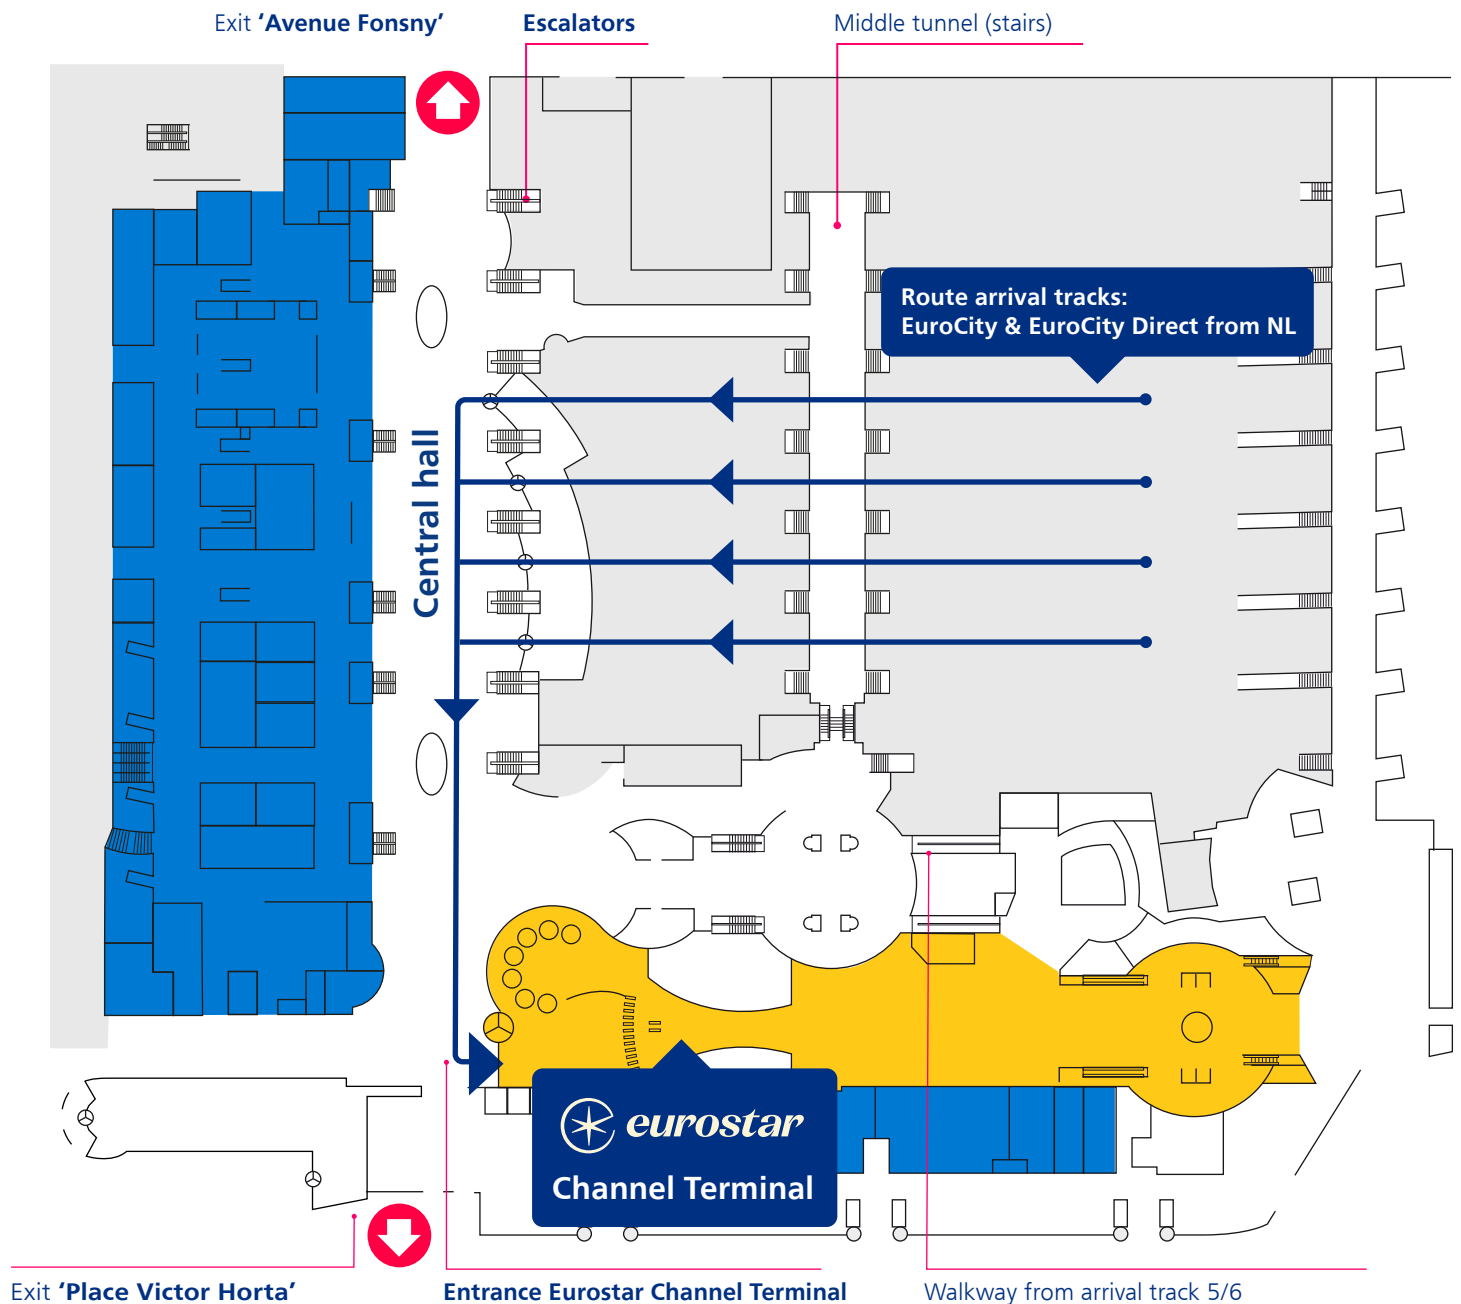 Exit ‘Avenue Fonsny’
Escalators
Middle tunnel (stairs)
Route arrival tracks:
EuroCity & EuroCity Direct from NL
Central hall
eurostar
Channel Terminal
Exit ‘Place Victor Horta’
Entrance Eurostar Channel Terminal
Walkway from arrival track 5/6